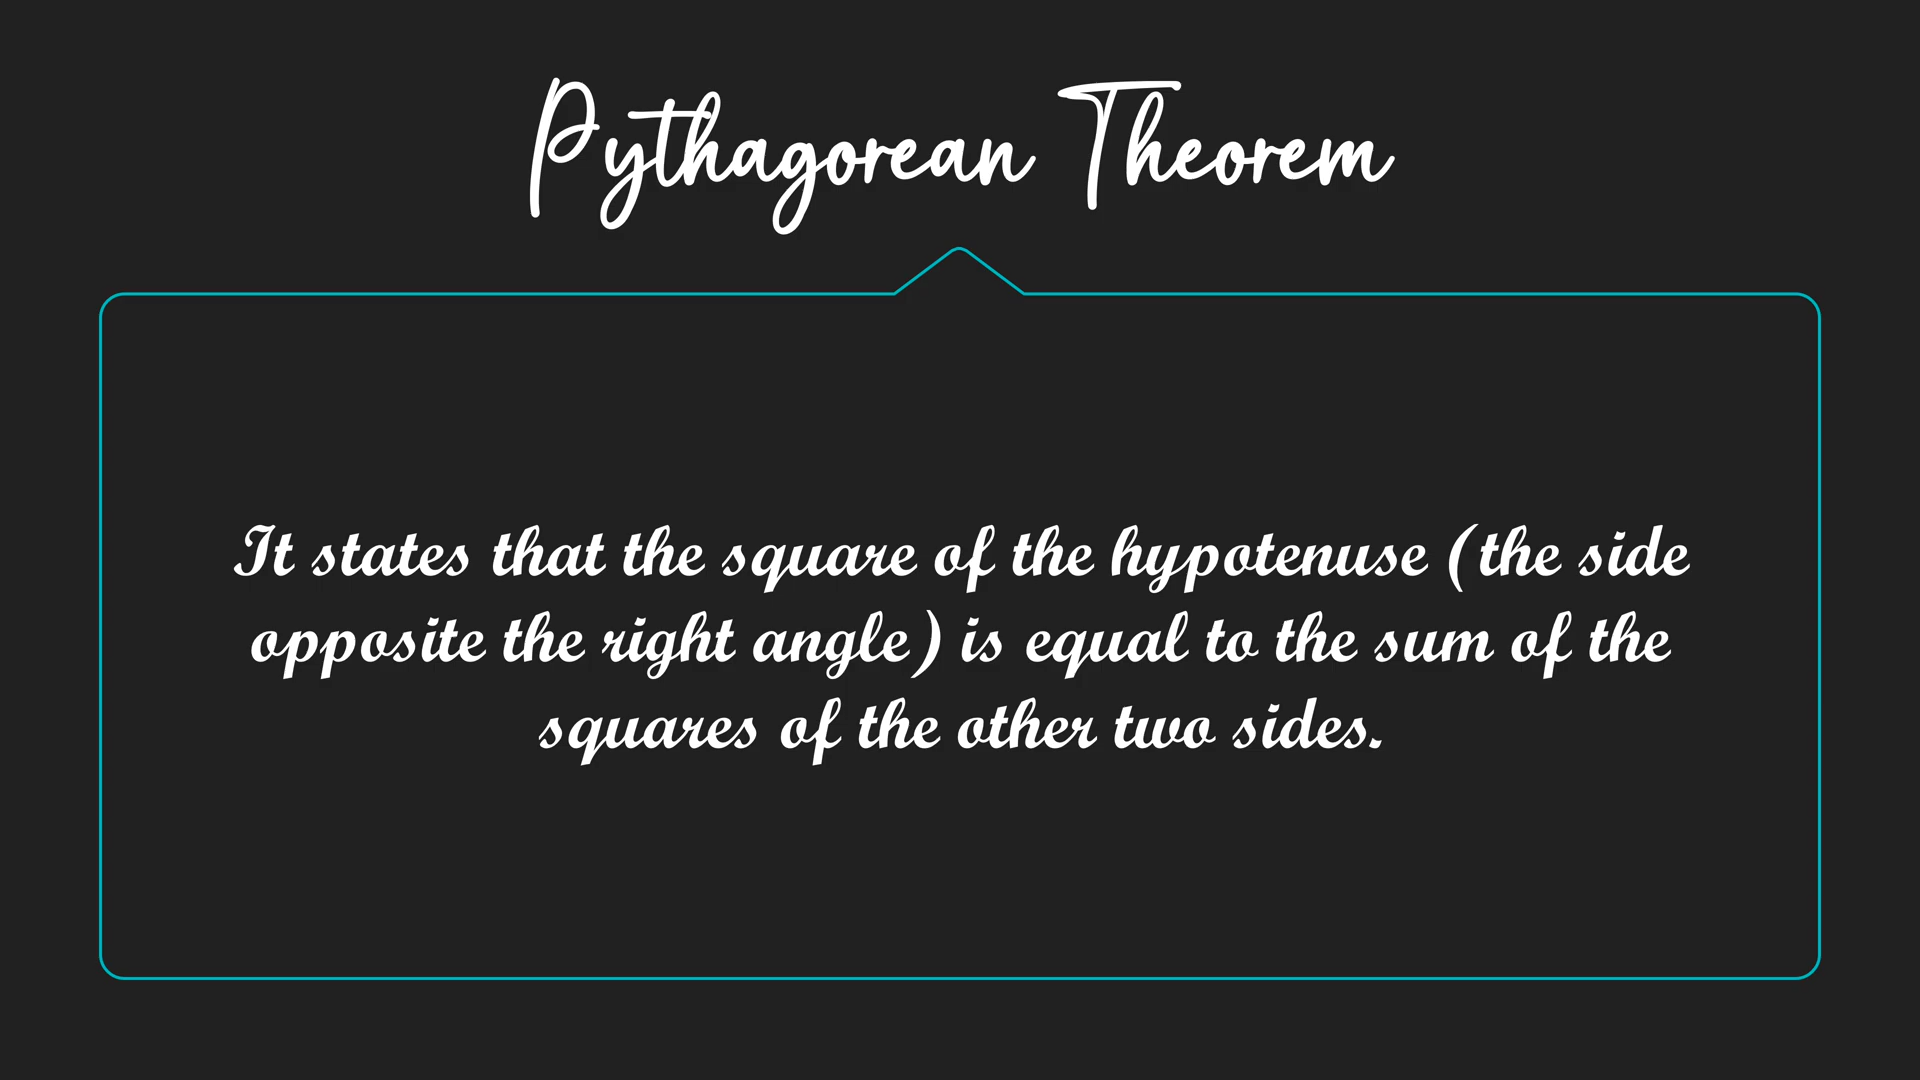 Pythagorean Theorem
It states that the square of the hypotenuse (the side
opposite the right angle) is equal to the sum of the
squares of the other two sides.